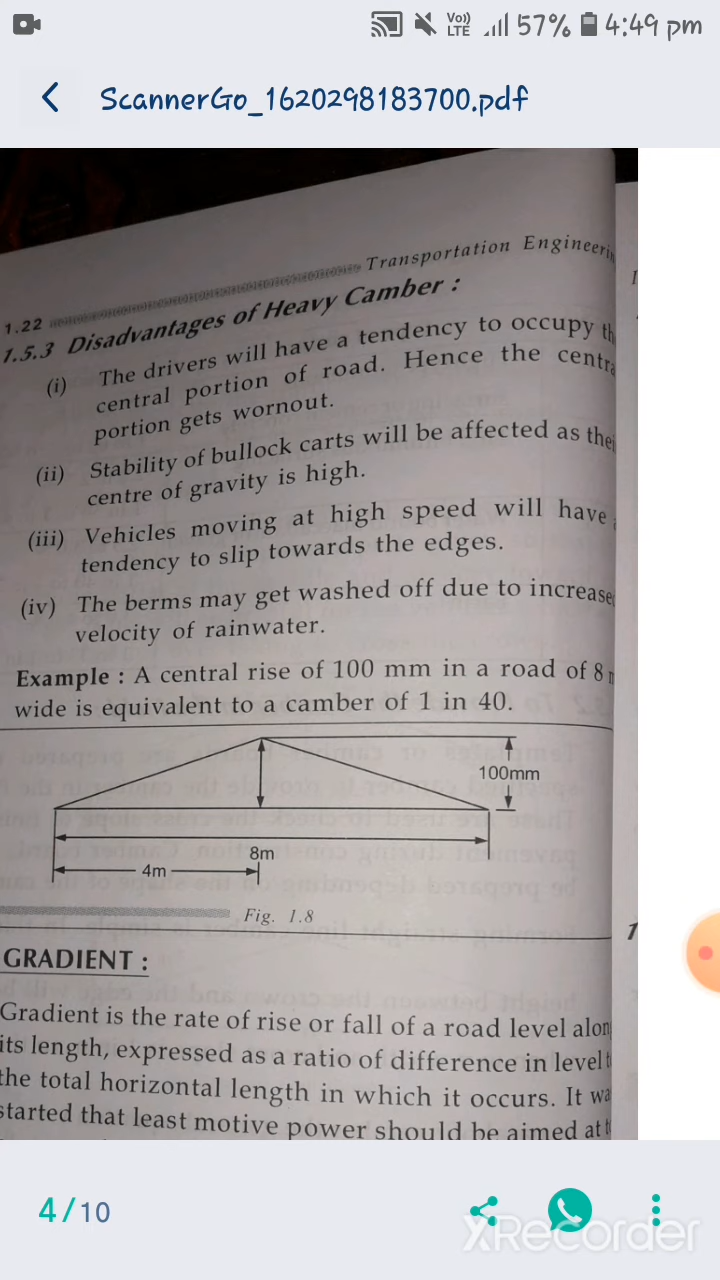 Vo))
LTE
57%
4:49 pm
ScannerGo_1620298183700.pdf
Transportation Engineerin
1.22
1.5.3 Disadvantages of Heavy Camber :
(i) The drivers will have a tendency to occupy th
central portion of road. Hence the centra
portion gets wornout.
(ii) Stability of bullock carts will be affected as thei
centre of gravity is high.
(iii) Vehicles moving at high speed will have
tendency to slip towards the edges.
(iv) The berms may get washed off due to increase
velocity of rainwater.
Example : A central rise of 100 mm in a road of 8
wide is equivalent to a camber of 1 in 40.
100mm
8m
4m
Fig. 1.8
1
GRADIENT :
Gradient is the rate of rise or fall of a road level alon
its length, expressed as a ratio of difference in level t
the total horizontal length in which it occurs. It wa
started that least motive power should be aimed at t
4/10
XRecorder